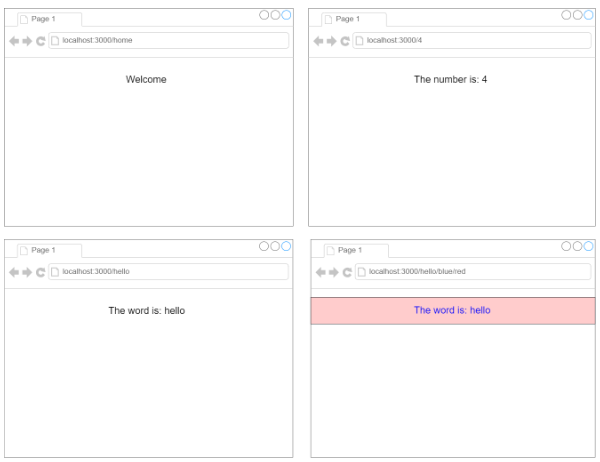 Page 1
localhost:3000/home
Welcome
Page 1
localhost:3000/4
The number is: 4
Page 1
localhost:3000/hello
The word is: hello
Page 1
localhost:3000/hello/blue/red
The word is: hello